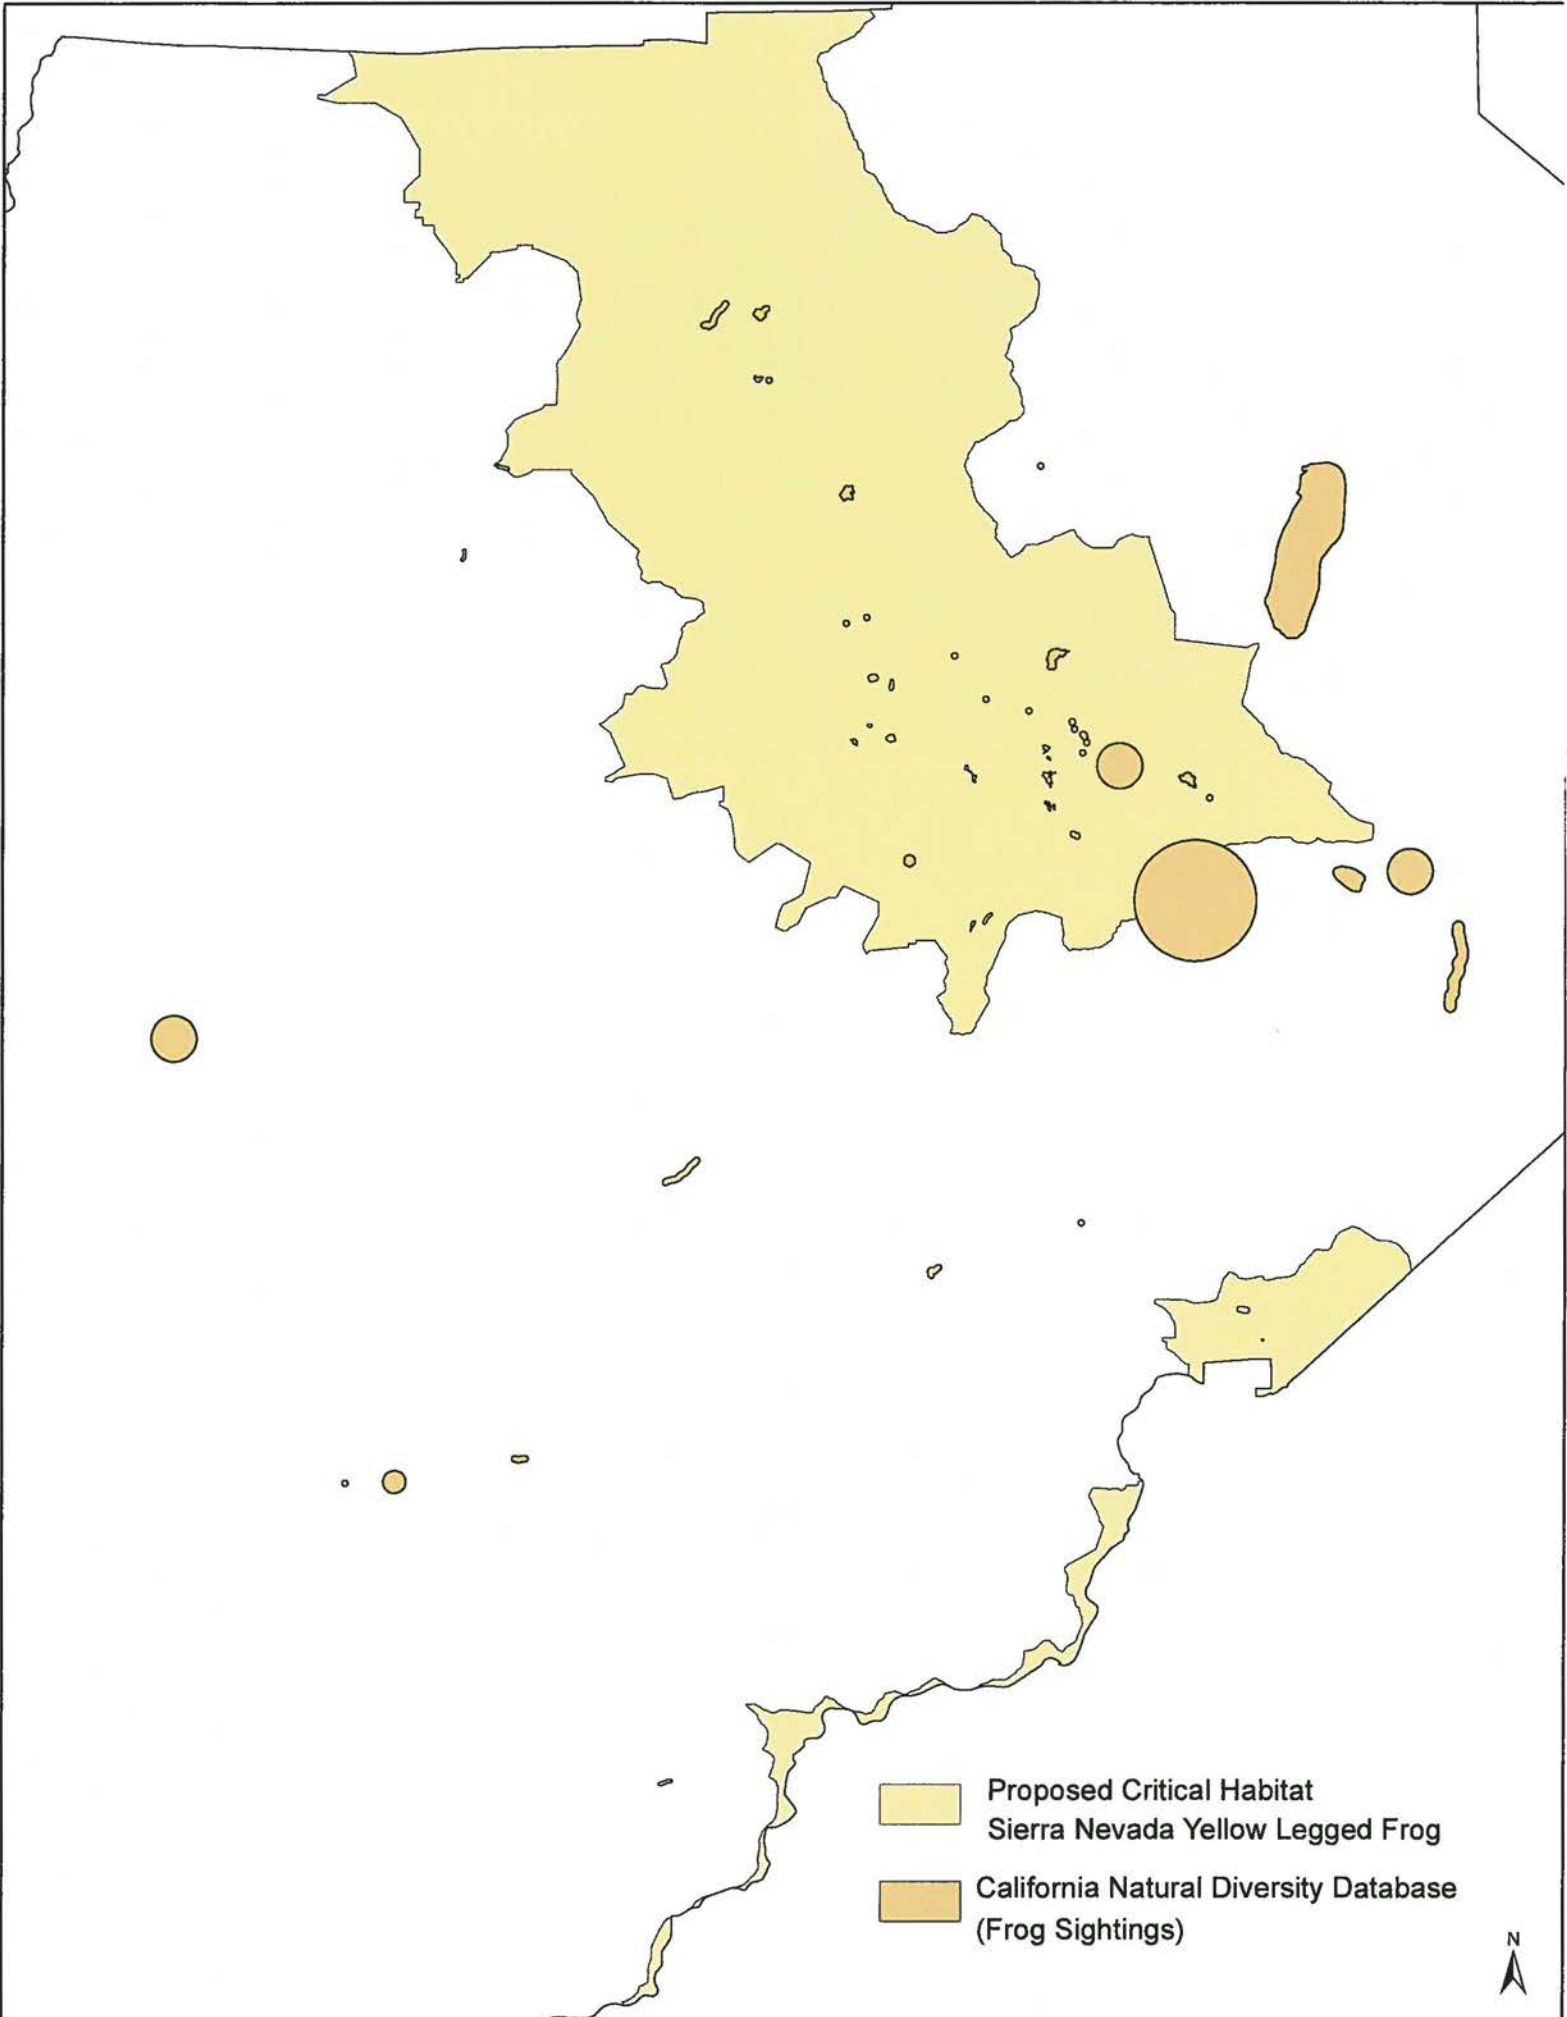 Proposed Critical Habitat
Sierra Nevada Yellow Legged Frog
California Natural Diversity Database
(Frog Sightings)
N